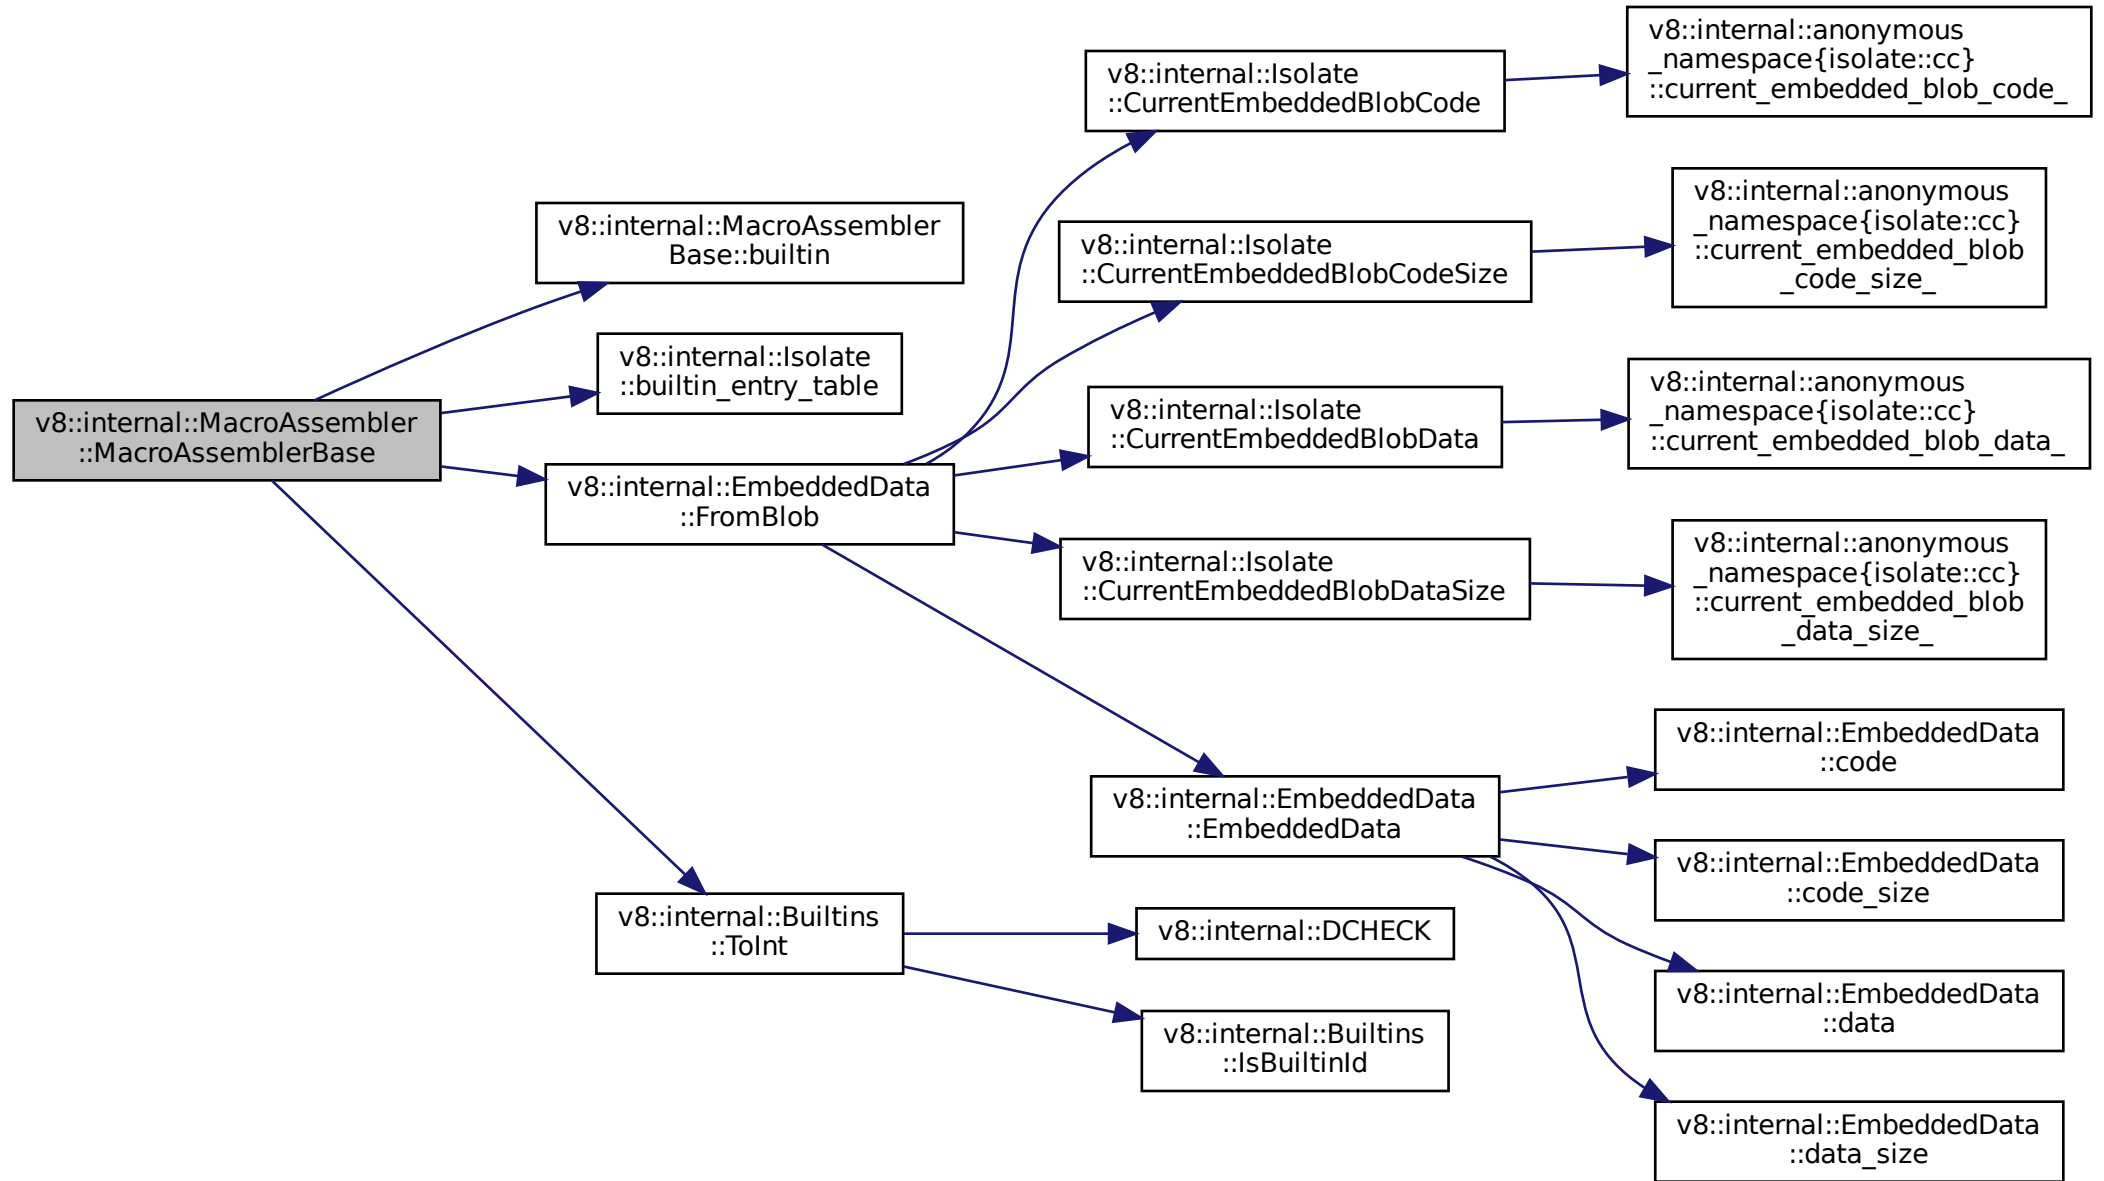 v8::internal::MacroAssembler
::MacroAssemblerBase
v8::internal::MacroAssembler
Base::builtin
v8::internal::Isolate
::builtin_entry_table
v8::internal::EmbeddedData
::FromBlob
v8::internal::Builtins
::ToInt
v8::internal::Isolate
::CurrentEmbeddedBlobCode
v8::internal::Isolate
::CurrentEmbeddedBlobCodeSize
v8::internal::Isolate
::CurrentEmbeddedBlobData
v8::internal::Isolate
::CurrentEmbeddedBlobDataSize
v8::internal::EmbeddedData
::EmbeddedData
v8::internal::DCHECK
v8::internal::Builtins
::IsBuiltinId
v8::internal::anonymous
_namespace{isolate::cc}
::current_embedded_blob_code_
v8::internal::anonymous
_namespace{isolate::cc}
::current_embedded_blob
_code_size_
v8::internal::anonymous
_namespace{isolate::cc}
::current_embedded_blob_data_
v8::internal::anonymous
_namespace{isolate::cc}
::current_embedded_blob
_data_size_
v8::internal::EmbeddedData
::code
v8::internal::EmbeddedData
::code_size
v8::internal::EmbeddedData
::data
v8::internal::EmbeddedData
::data_size